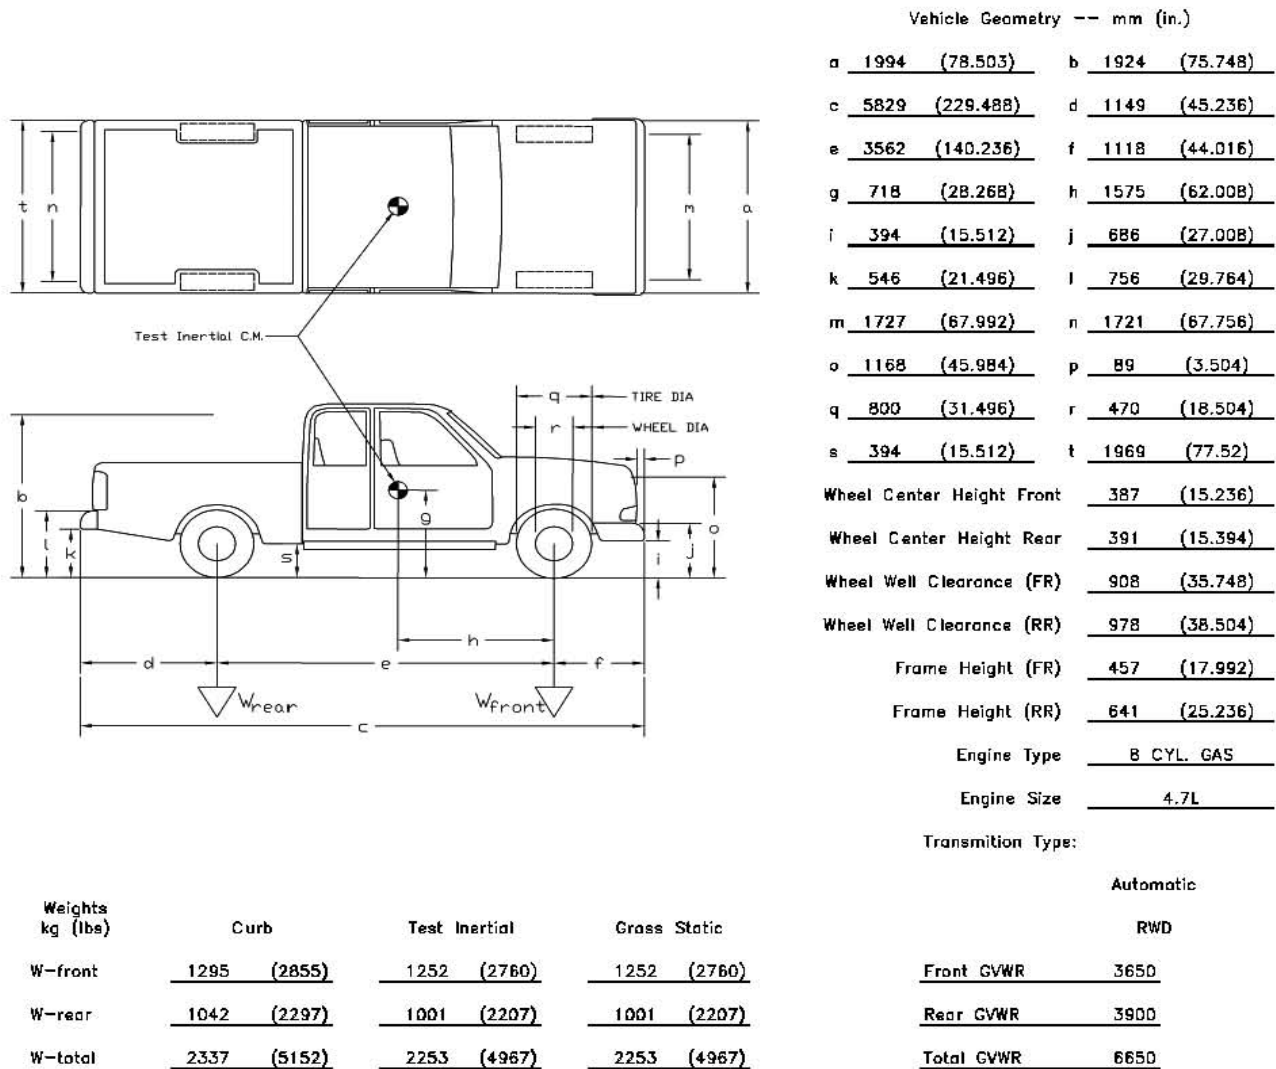 Vehicle Geometry -- mm (in.)
a 1994 (78.503) b 1924 (75.748)
c 5829 (229.488) d 1149 (45.236)
e 3562 (140.236) f 1118 (44.016)
g 718 (28.268) h 1575 (62.008)
i 394 (15.512) j 686 (27.008)
k 546 (21.496) l 756 (29.764)
m 1727 (67.992) n 1721 (67.756)
o 1168 (45.984) p 89 (3.504)
q 800 (31.496) r 470 (18.504)
s 394 (15.512) t 1969 (77.52)
Wheel Center Height Front 387 (15.236)
Wheel Center Height Rear 391 (15.394)
Wheel Well Clearance (FR) 908 (35.748)
Wheel Well Clearance (RR) 978 (38.504)
Frame Height (FR) 457 (17.992)
Frame Height (RR) 641 (25.236)
Engine Type 8 CYL. GAS
Engine Size 4.7L
Transmition Type:
Automatic
RWD
t n m a
Test Inertial C.M.
q TIRE DIA
r WHEEL DIA
p
b l k s g i j o
h
d e f
Wrear Wfront
c
Weights
kg (lbs) Curb Test Inertial Gross Static
W-front 1295 (2855) 1252 (2760) 1252 (2760)
W-rear 1042 (2297) 1001 (2207) 1001 (2207)
W-total 2337 (5152) 2253 (4967) 2253 (4967)
Front GVWR 3650
Rear GVWR 3900
Total GVWR 6650